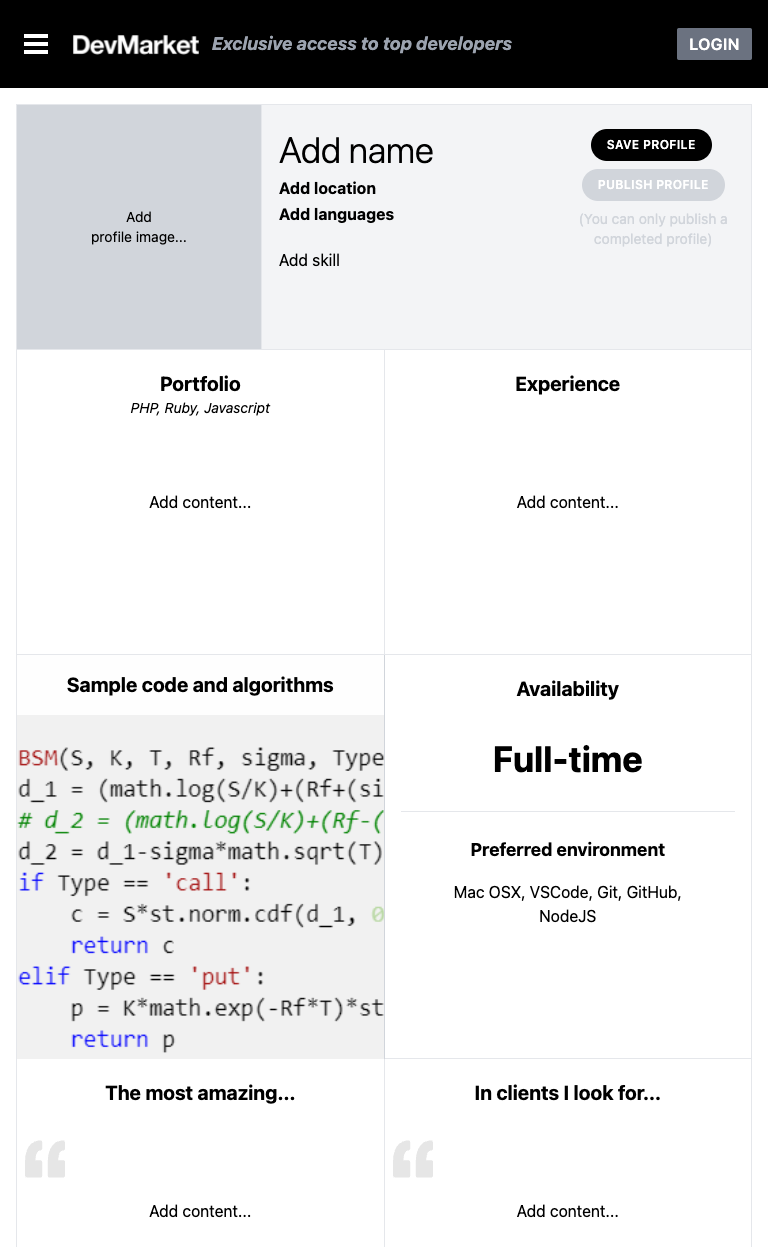 DevMarket Exclusive access to top developers LOGIN
Add
profile image...
Add name
Add location
Add languages
Add skill
SAVE PROFILE
PUBLISH PROFILE
(You can only publish a
completed profile)
Portfolio
PHP, Ruby, Javascript
Add content...
Experience
Add content...
Sample code and algorithms
BSM(S, K, T, Rf, sigma, Type
d_1 = (math.log(S/K)+(Rf+(si
# d_2 = (math.log(S/K)+(Rf-(
d_2 = d_1-sigma*math.sqrt(T)
if Type == 'call':
c = S*st.norm.cdf(d_1, 0
return c
elif Type == 'put':
p = K*math.exp(-Rf*T)*st
return p
Availability
Full-time
Preferred environment
Mac OSX, VSCode, Git, GitHub,
NodeJS
The most amazing...
“
Add content...
In clients I look for...
“
Add content...